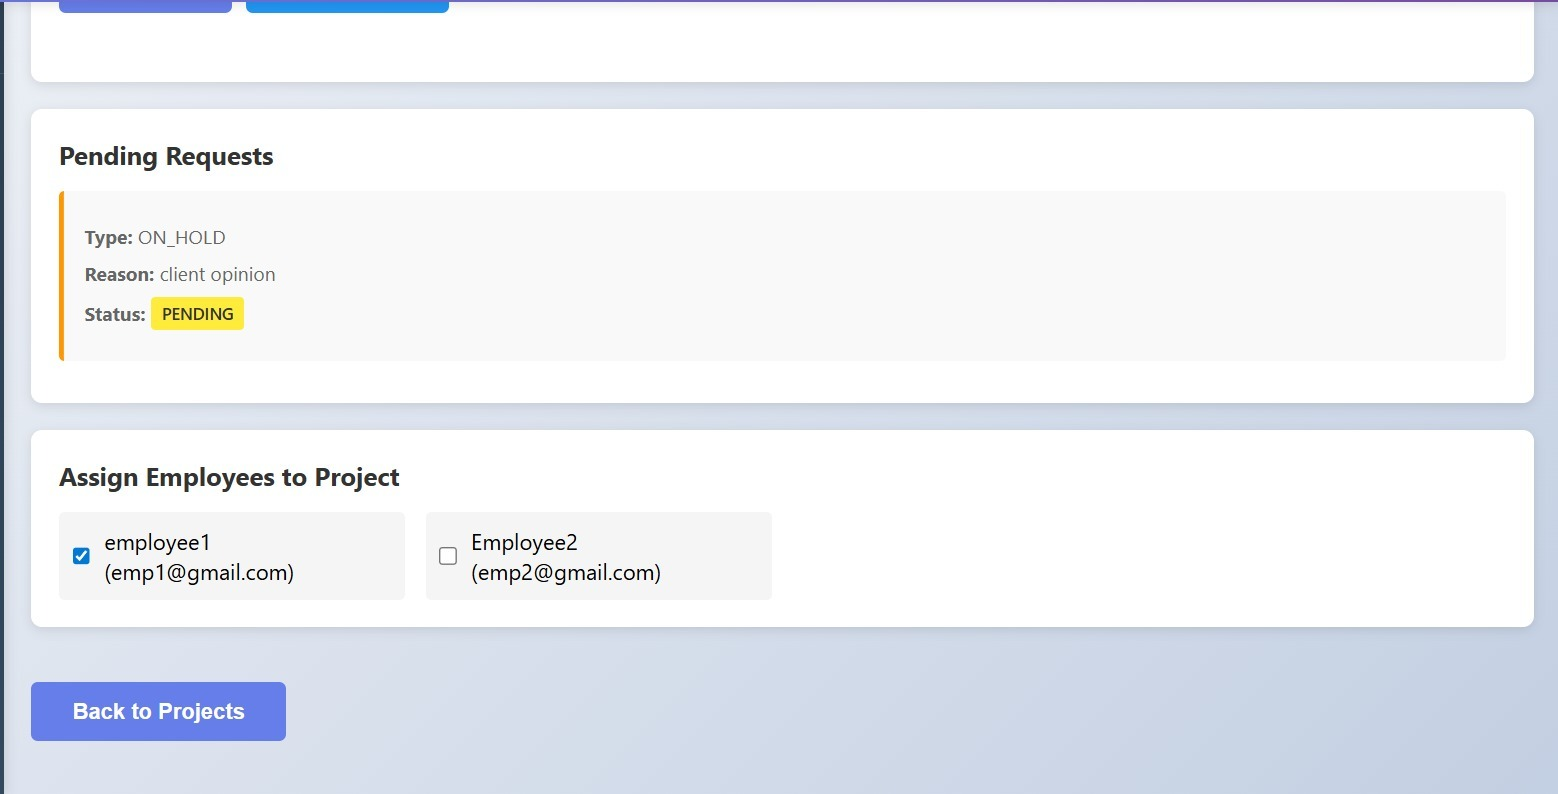 Pending Requests
Type: ON_HOLD
Reason: client opinion
Status: PENDING
Assign Employees to Project
employee1
(emp1@gmail.com)
Employee2
(emp2@gmail.com)
Back to Projects